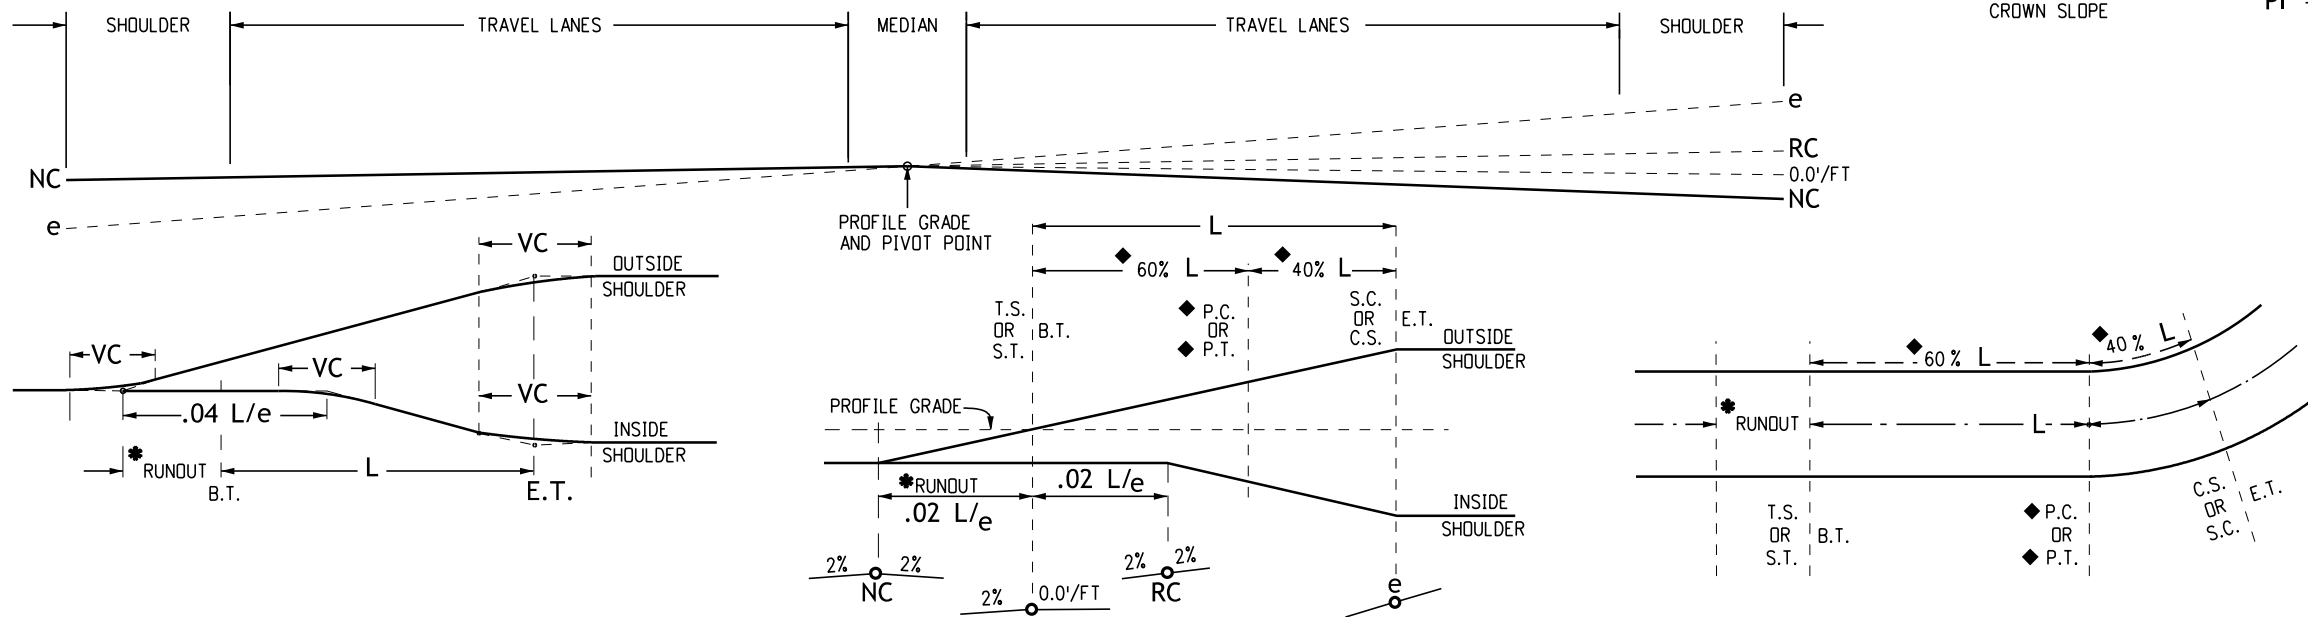 SHOULDER
TRAVEL LANES
MEDIAN
TRAVEL LANES
SHOULDER
CROWN SLOPE
e
RC
0.0'/FT
NC
NC
e
PROFILE GRADE
AND PIVOT POINT
VC
OUTSIDE
SHOULDER
VC
VC
.04 L/e
VC
INSIDE
SHOULDER
✱ RUNOUT
L
B.T.
E.T.
L
◆ 60% L
◆ 40% L
T.S.
OR
S.T.
B.T.
◆ P.C.
OR
◆ P.T.
S.C.
OR
C.S.
E.T.
OUTSIDE
SHOULDER
PROFILE GRADE
✱ RUNOUT
.02 L/e
.02 L/e
INSIDE
SHOULDER
2% 2%
NC
2% 0.0'/FT
2% 2%
RC
e
◆ 60% L
◆ 40% L
✱ RUNOUT
L
T.S.
OR
S.T.
B.T.
◆ P.C.
OR
◆ P.T.
C.S.
OR
S.C.
E.T.